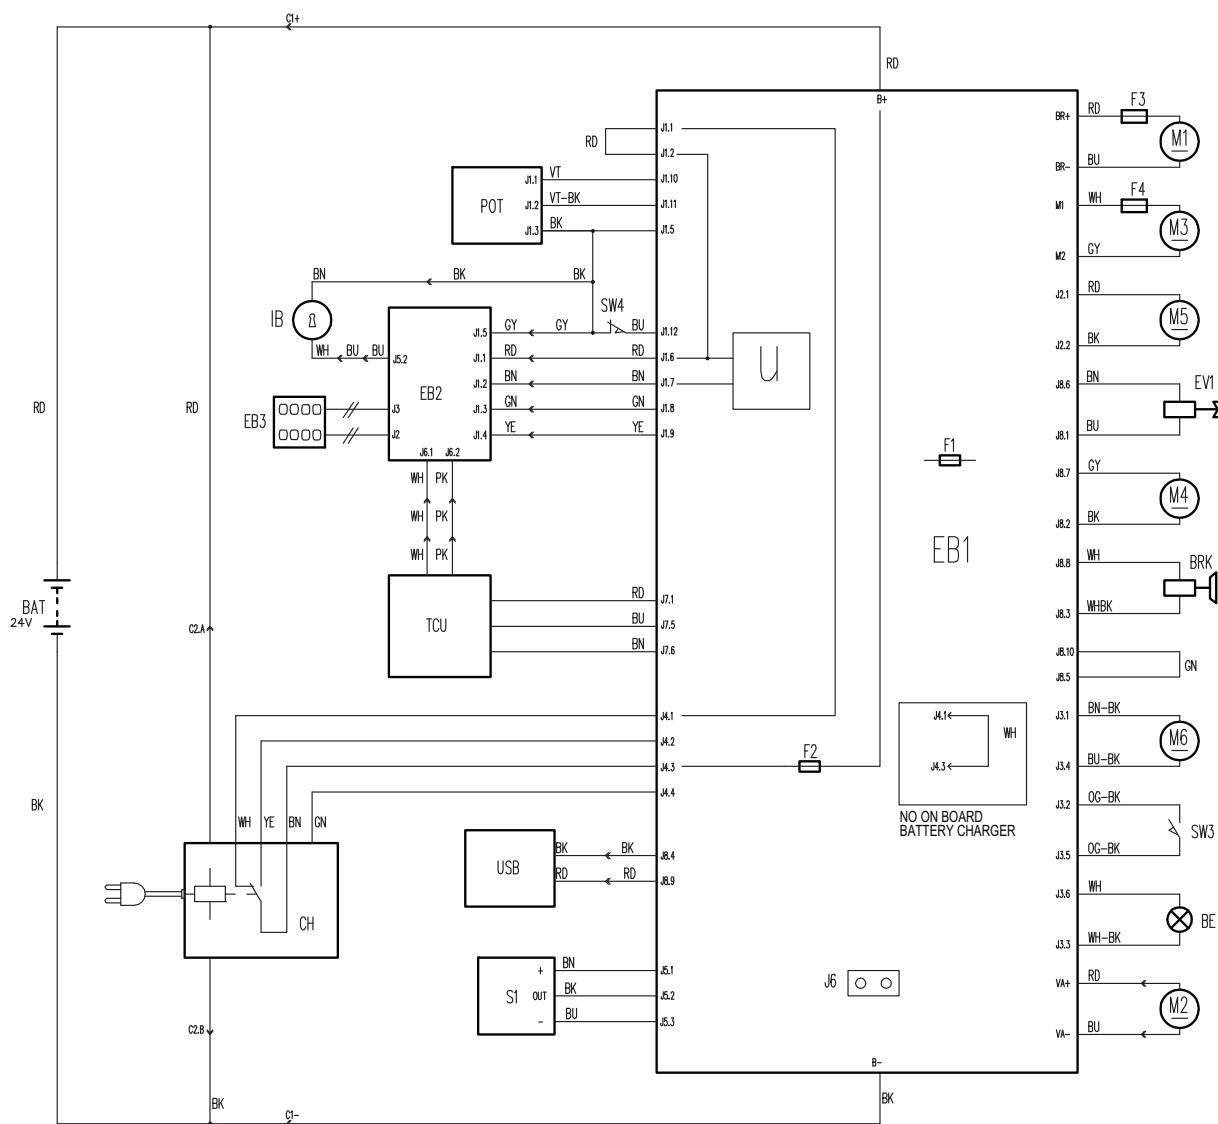 C1+
RD
B+
J1.1
RD
J1.2
BR+
RD
F3
M1
BR-
BU
J1.1
VT
J1.10
POT
J1.2
VT-BK
J1.11
J1.3
BK
J1.5
M1
WH
F4
M3
M2
GY
BN
BK
BK
IB
SW4
J1.5
GY
GY
BU
J1.12
WH
BU
BU
J5.2
J1.1
RD
RD
J1.6
U
J1.2
BN
BN
J1.7
EB2
EB3
J3
J1.3
GN
GN
J1.8
J2
J1.4
YE
YE
J1.9
J6.1
J6.2
J2.1
RD
M5
J2.2
BK
J8.6
BN
EV1
J8.1
BU
RD
RD
F1
WH
PK
WH
PK
WH
PK
EB1
J8.7
GY
M4
J8.2
BK
J8.8
WH
BRK
J8.3
WHBK
BAT
24V
TCU
RD
J7.1
BU
J7.5
BN
J7.6
C2.A
J8.10
GN
J8.5
J4.1
J4.2
J4.3
J4.4
F2
J4.1
WH
J4.3
NO ON BOARD
BATTERY CHARGER
J3.1
BN-BK
M6
J3.4
BU-BK
J3.2
OG-BK
SW3
J3.5
OG-BK
BK
WH
YE
BN
GN
CH
USB
BK
BK
J8.4
RD
RD
J8.9
J3.6
WH
BE
J3.3
WH-BK
S1
+
BN
J5.1
OUT
BK
J5.2
-
BU
J5.3
J6
VA+
RD
M2
VA-
BU
C2.B
B-
BK
BK
C1-